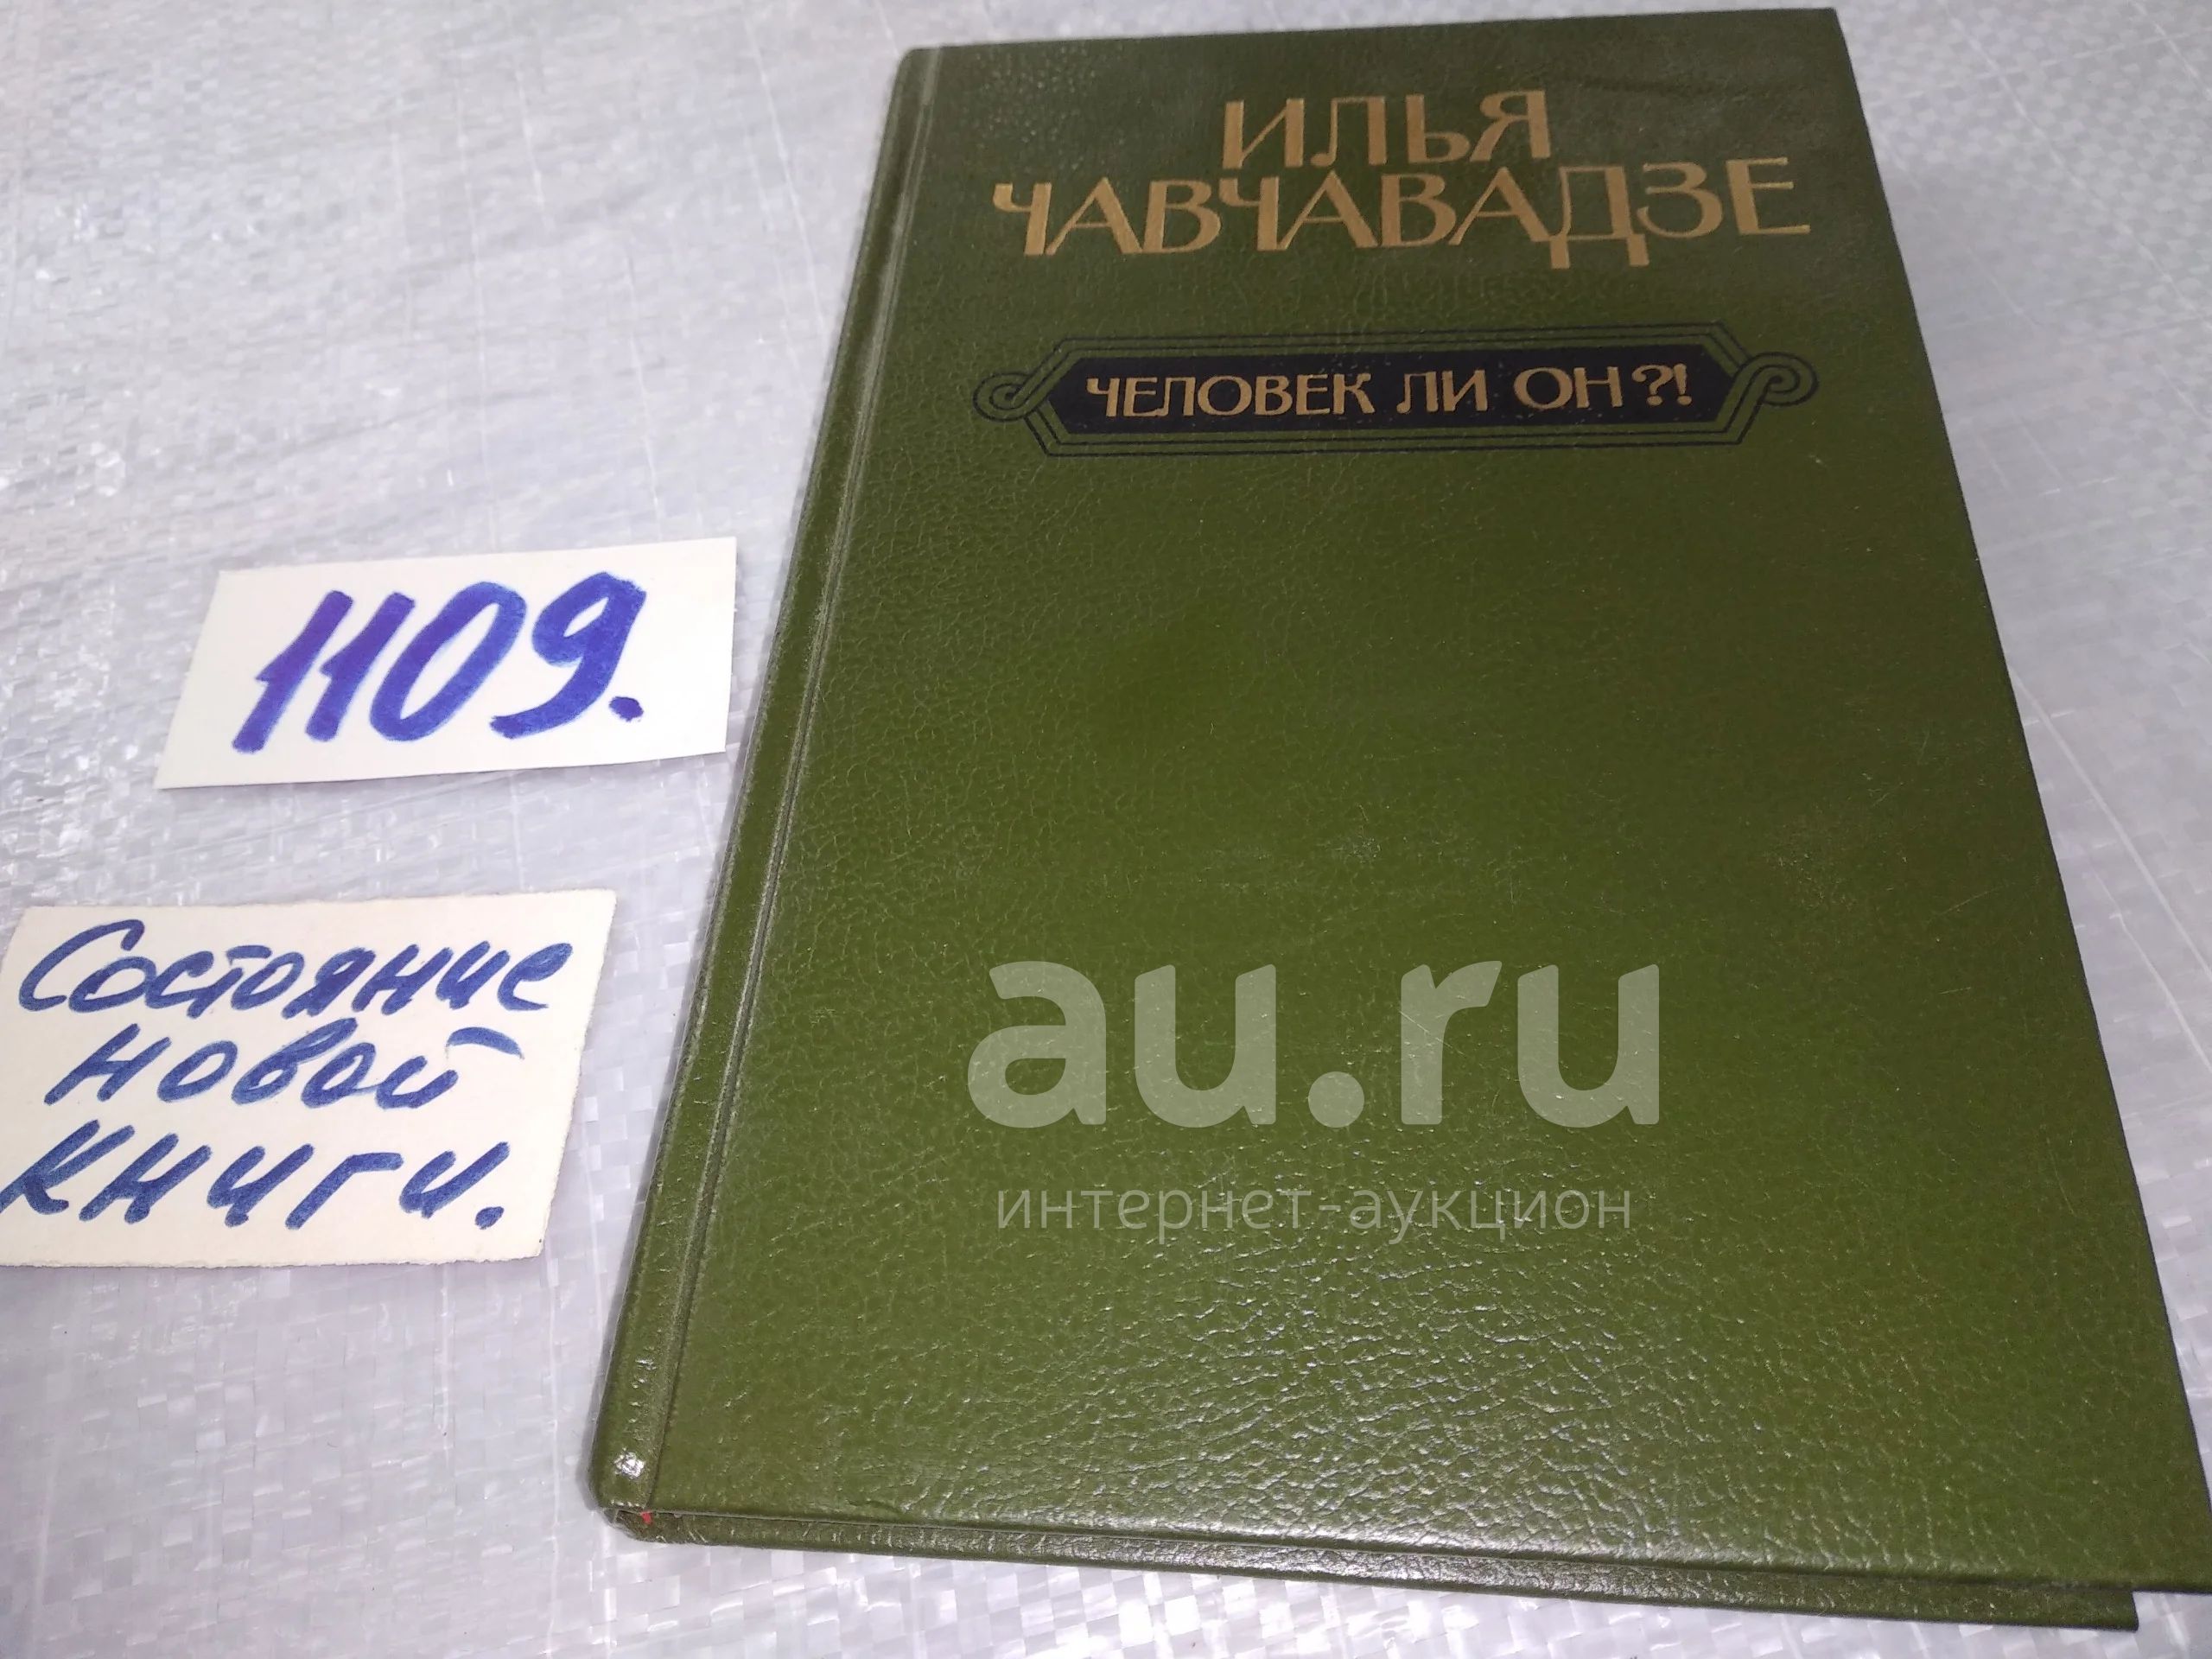 ИЛЬЯ
ЧАВЧАВАДЗЕ
ЧЕЛОВЕК ЛИ ОН?!
1109.
Состояние
новой
книги.
au.ru
интернет-аукцион